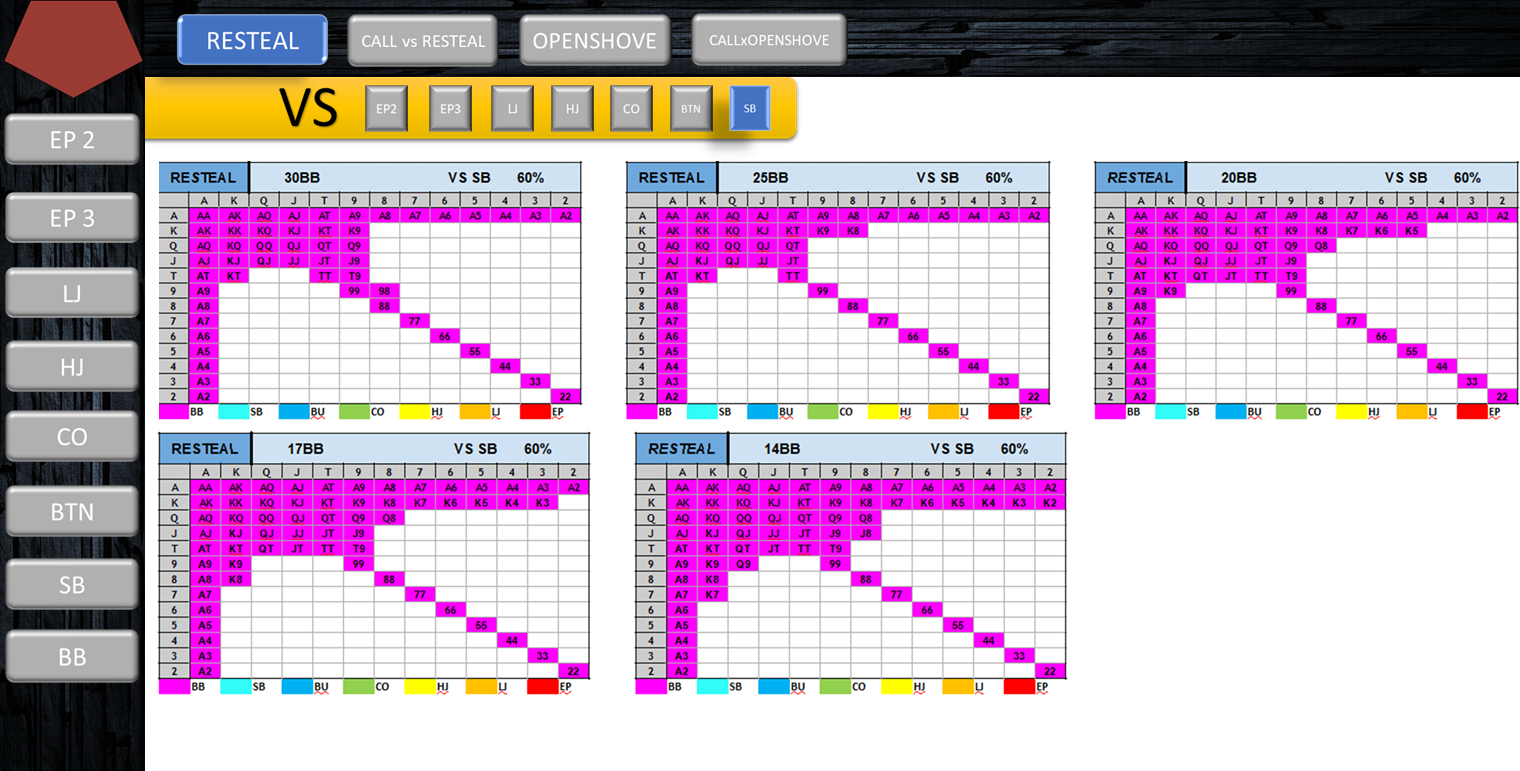 RESTEAL
CALL vs RESTEAL
OPENSHOVE
CALLxOPENSHOVE
VS
EP2
EP3
LJ
HJ
CO
BTN
SB
EP 2
EP 3
LJ
HJ
CO
BTN
SB
BB
RESTEAL 30BB VS SB 60%
A K Q J T 9 8 7 6 5 4 3 2
A AA AK AQ AJ AT A9 A8 A7 A6 A5 A4 A3 A2
K AK KK KQ KJ KT K9
Q AQ KQ QQ QJ QT Q9
J AJ KJ QJ JJ JT J9
T AT KT TT T9
9 A9 99 98
8 A8 88
7 A7 77
6 A6 66
5 A5 55
4 A4 44
3 A3 33
2 A2 22
BB SB BU CO HJ LJ EP
RESTEAL 25BB VS SB 60%
A K Q J T 9 8 7 6 5 4 3 2
A AA AK AQ AJ AT A9 A8 A7 A6 A5 A4 A3 A2
K AK KK KQ KJ KT K9 K8
Q AQ KQ QQ QJ QT
J AJ KJ QJ JJ JT
T AT KT TT
9 A9 99
8 A8 88
7 A7 77
6 A6 66
5 A5 55
4 A4 44
3 A3 33
2 A2 22
BB SB BU CO HJ LJ EP
RESTEAL 20BB VS SB 60%
A K Q J T 9 8 7 6 5 4 3 2
A AA AK AQ AJ AT A9 A8 A7 A6 A5 A4 A3 A2
K AK KK KQ KJ KT K9 K8 K7 K6 K5
Q AQ KQ QQ QJ QT Q9 Q8
J AJ KJ QJ JJ JT J9
T AT KT QT JT TT T9
9 A9 K9 99
8 A8 88
7 A7 77
6 A6 66
5 A5 55
4 A4 44
3 A3 33
2 A2 22
BB SB BU CO HJ LJ EP
RESTEAL 17BB VS SB 60%
A K Q J T 9 8 7 6 5 4 3 2
A AA AK AQ AJ AT A9 A8 A7 A6 A5 A4 A3 A2
K AK KK KQ KJ KT K9 K8 K7 K6 K5 K4 K3
Q AQ KQ QQ QJ QT Q9 Q8
J AJ KJ QJ JJ JT J9
T AT KT QT JT TT T9
9 A9 K9 99
8 A8 K8 88
7 A7 77
6 A6 66
5 A5 55
4 A4 44
3 A3 33
2 A2 22
BB SB BU CO HJ LJ EP
RESTEAL 14BB VS SB 60%
A K Q J T 9 8 7 6 5 4 3 2
A AA AK AQ AJ AT A9 A8 A7 A6 A5 A4 A3 A2
K AK KK KQ KJ KT K9 K8 K7 K6 K5 K4 K3 K2
Q AQ KQ QQ QJ QT Q9 Q8
J AJ KJ QJ JJ JT J9 J8
T AT KT QT JT TT T9
9 A9 K9 Q9 99
8 A8 K8 88
7 A7 K7 77
6 A6 66
5 A5 55
4 A4 44
3 A3 33
2 A2 22
BB SB BU CO HJ LJ EP